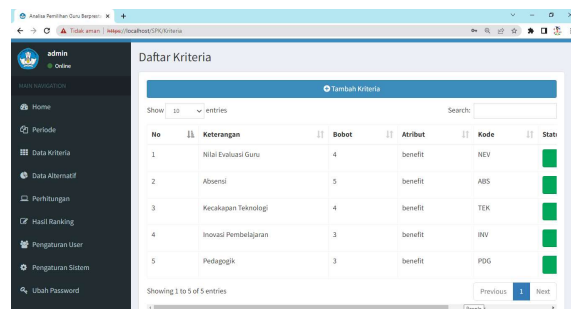 Analisa Pemilihan Guru Berprest
Tidak aman | https://localhost/SPK/Kriteria
admin
Online
Daftar Kriteria
MAIN NAVIGATION
Home
Periode
Data Kriteria
Data Alternatif
Perhitungan
Hasil Ranking
Pengaturan User
Pengaturan Sistem
Ubah Password
Tambah Kriteria
Show 10 entries Search:
No Keterangan Bobot Atribut Kode Stat
1 Nilai Evaluasi Guru 4 benefit NEV
2 Absensi 5 benefit ABS
3 Kecakapan Teknologi 4 benefit TEK
4 Inovasi Pembelajaran 3 benefit INV
5 Pedagogik 3 benefit PDG
Showing 1 to 5 of 5 entries Previous 1 Next